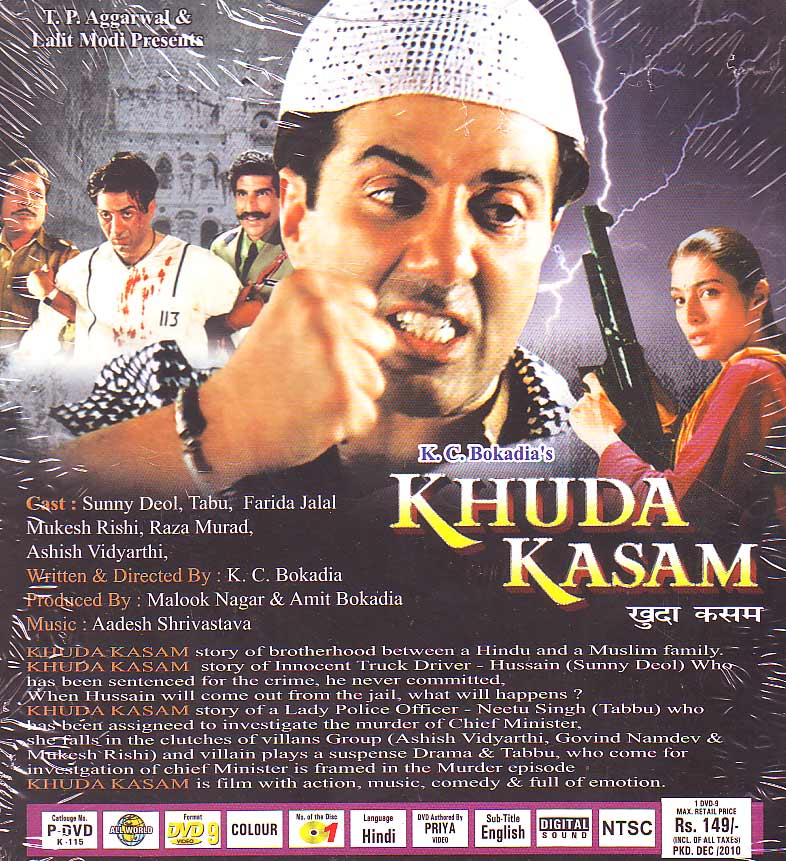 T. P. Aggarwal &
Lalit Modi Presents
113
K. C. Bokadia's
KHUDA
KASAM
खुदा कसम
Cast : Sunny Deol, Tabu, Farida Jalal
Mukesh Rishi, Raza Murad,
Ashish Vidyarthi,
Written & Directed By : K. C. Bokadia
Produced By : Malook Nagar & Amit Bokadia
Music : Aadesh Shrivastava
KHUDA KASAM story of brotherhood between a Hindu and a Muslim family.
KHUDA KASAM story of Innocent Truck Driver - Hussain (Sunny Deol) Who
has been sentenced for the crime, he never committed,
When Hussain will come out from the jail, what will happens ?
KHUDA KASAM story of a Lady Police Officer - Neetu Singh (Tabbu) who
has been assigneed to investigate the murder of Chief Minister,
she falls in the clutches of villans Group (Ashish Vidyarthi, Govind Namdev &
Mukesh Rishi) and villain plays a suspense Drama & Tabbu, who come for
investgation of chief Minister is framed in the Murder episode
KHUDA KASAM is film with action, music, comedy & full of emotion.
Catlouge No.
P-DVD
K-115
ALL WORLD
Format
DVD 9
VIDEO
COLOUR
No. of the Disc
1
Language
Hindi
DVD Authored By
PRIYA
VIDEO
Sub-Title
English
DIGITAL
SOUND
NTSC
1 DVD-9
MAX. RETAIL PRICE
Rs. 149/-
(INCL. OF ALL TAXES)
PKD. DEC /2010